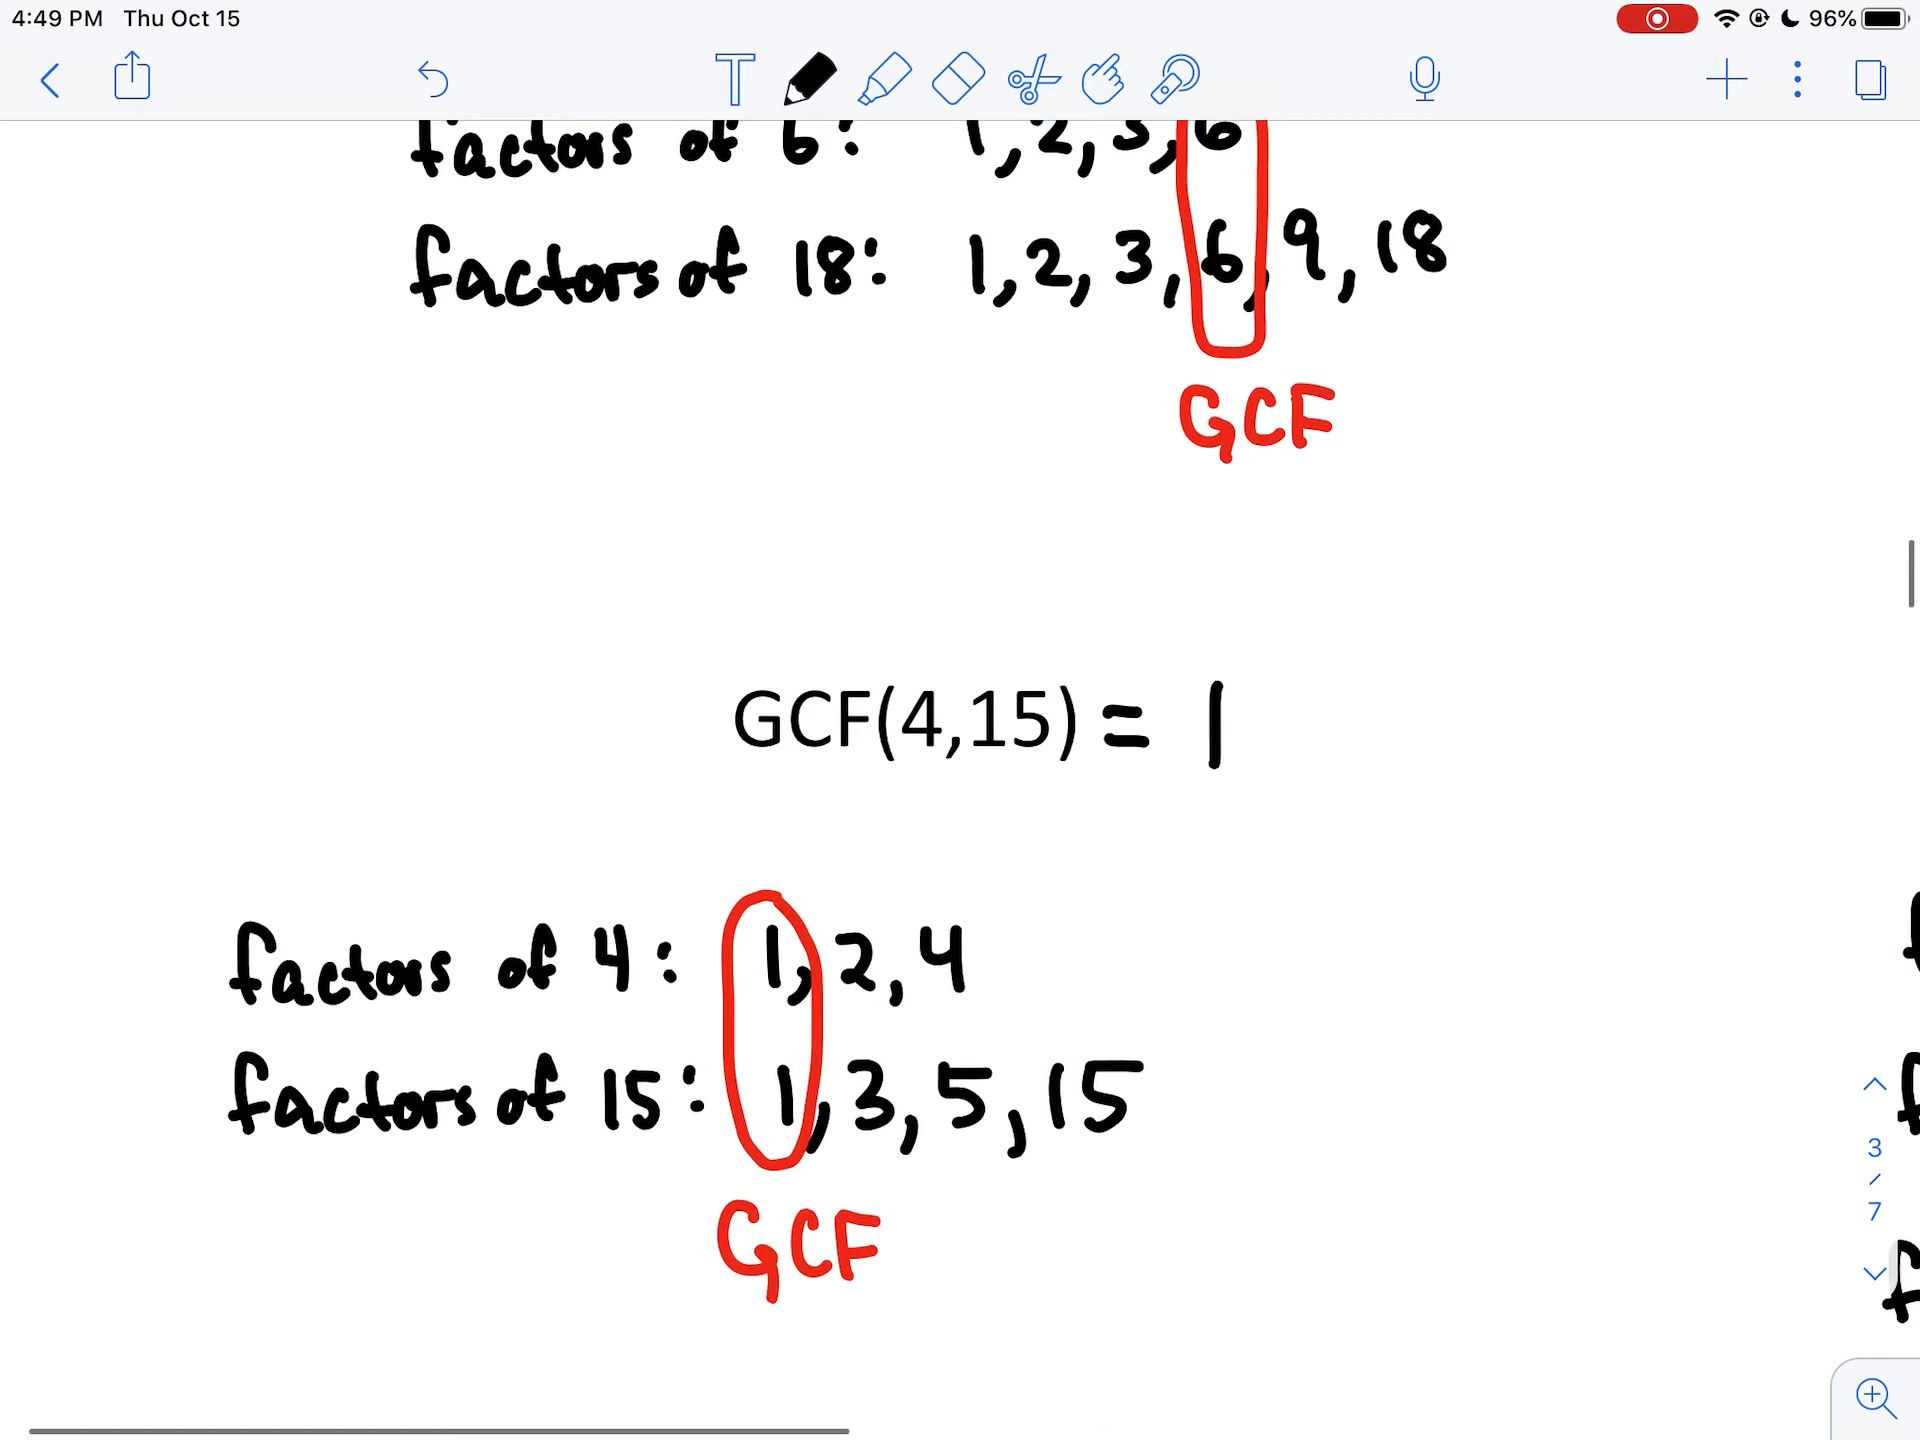 4:49 PM Thu Oct 15 96%
factors of 6: 1,2,3,6
factors of 18: 1,2,3,6,9,18
GCF
GCF(4,15) = 1
factors of 4: 1,2,4
factors of 15: 1,3,5,15
GCF
3
/
7